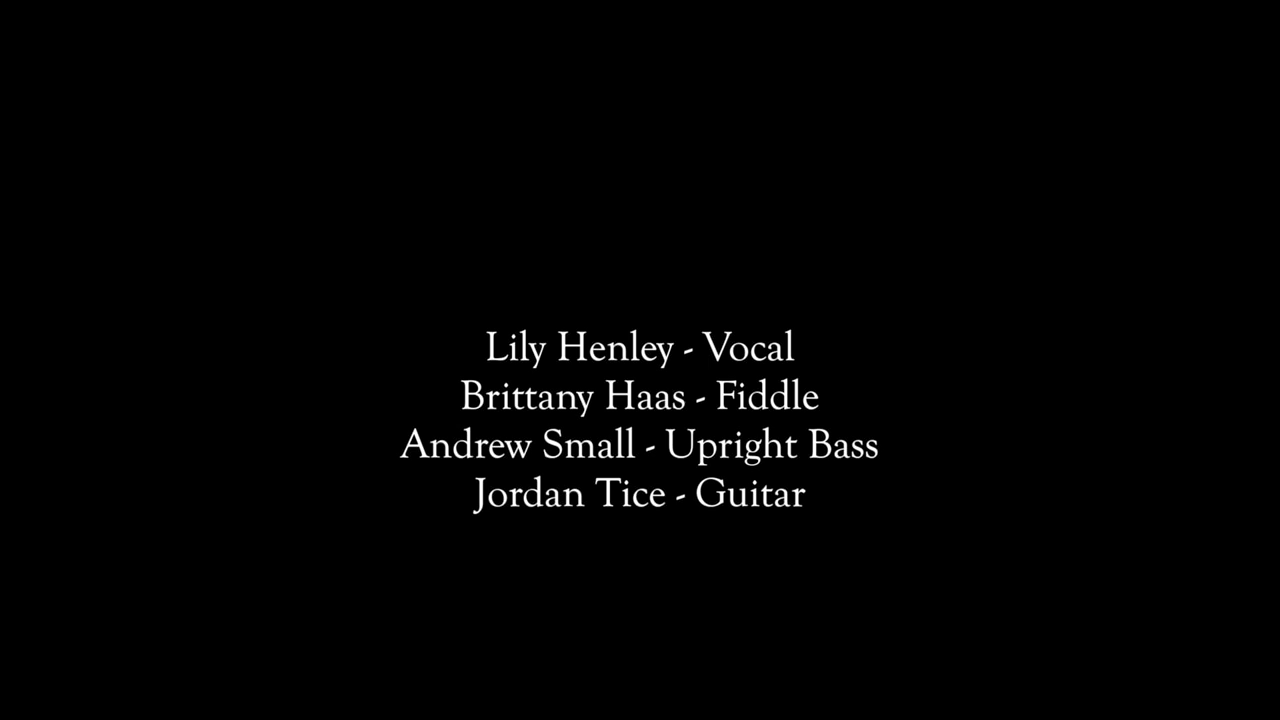 Lily Henley - Vocal
Brittany Haas - Fiddle
Andrew Small - Upright Bass
Jordan Tice - Guitar